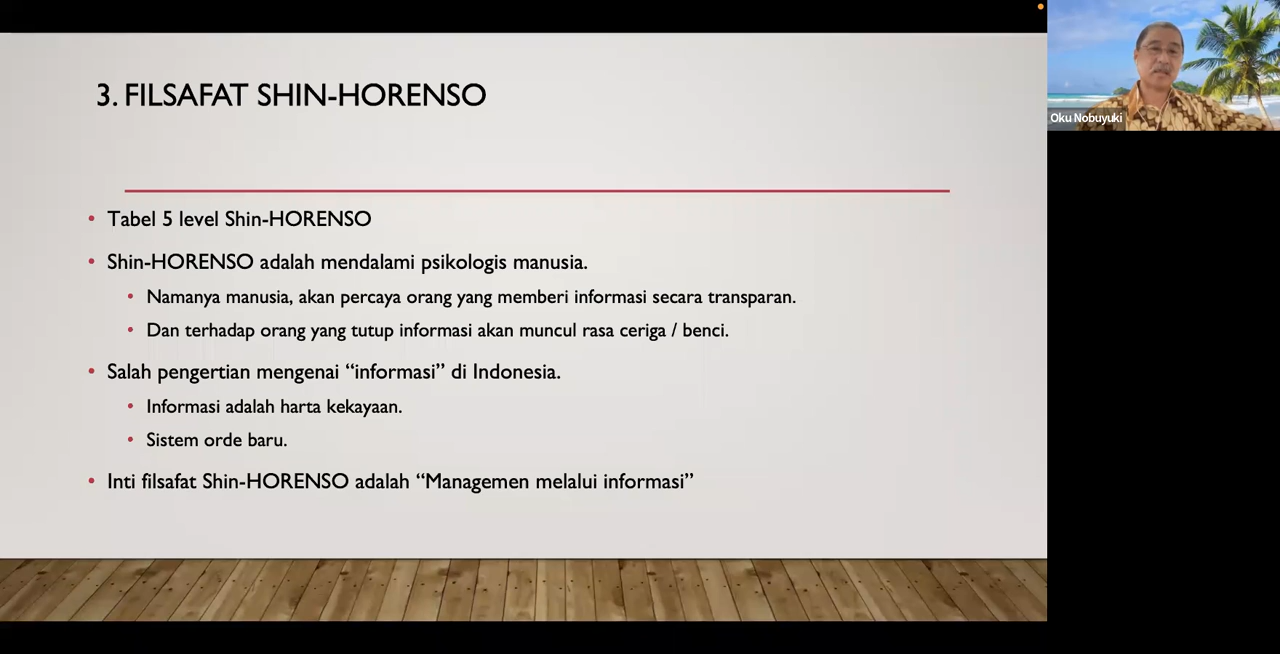 3. FILSAFAT SHIN-HORENSO
Oku Nobuyuki
• Tabel 5 level Shin-HORENSO
• Shin-HORENSO adalah mendalami psikologis manusia.
• Namanya manusia, akan percaya orang yang memberi informasi secara transparan.
• Dan terhadap orang yang tutup informasi akan muncul rasa ceriga / benci.
• Salah pengertian mengenai “informasi” di Indonesia.
• Informasi adalah harta kekayaan.
• Sistem orde baru.
• Inti filsafat Shin-HORENSO adalah “Managemen melalui informasi”